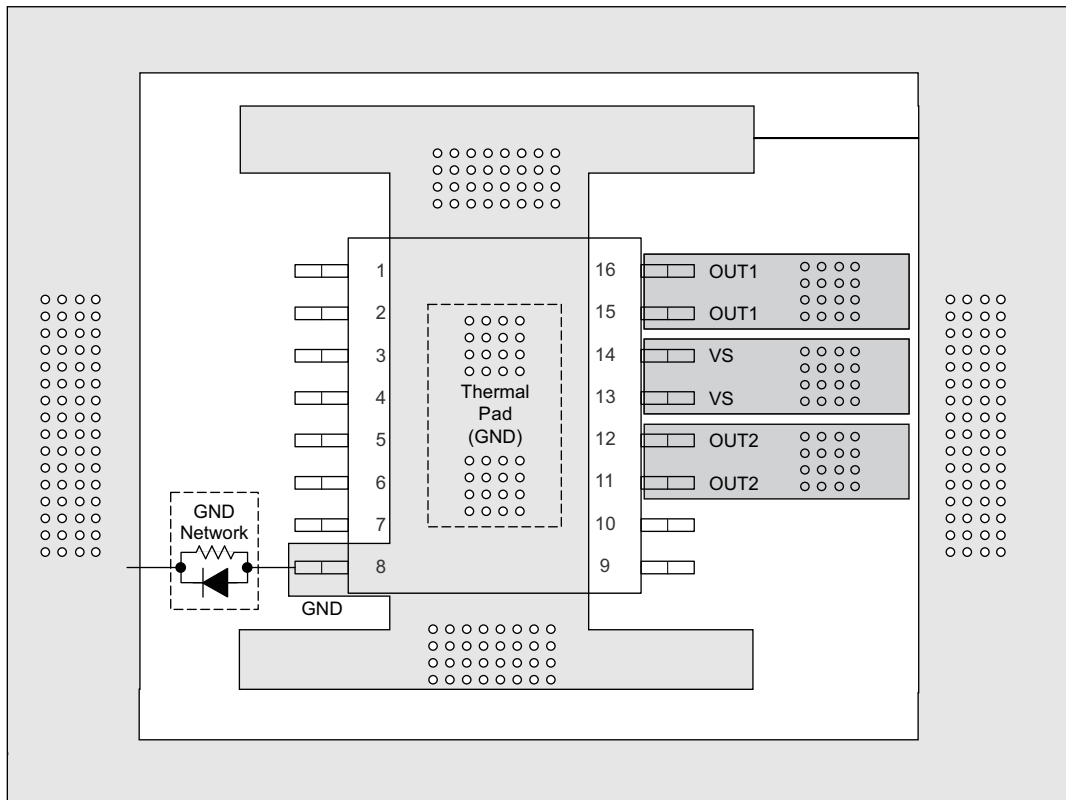 1
16
OUT1
2
15
OUT1
3
14
VS
4
13
VS
Thermal
Pad
(GND)
5
12
OUT2
6
11
OUT2
7
10
8
9
GND
Network
GND